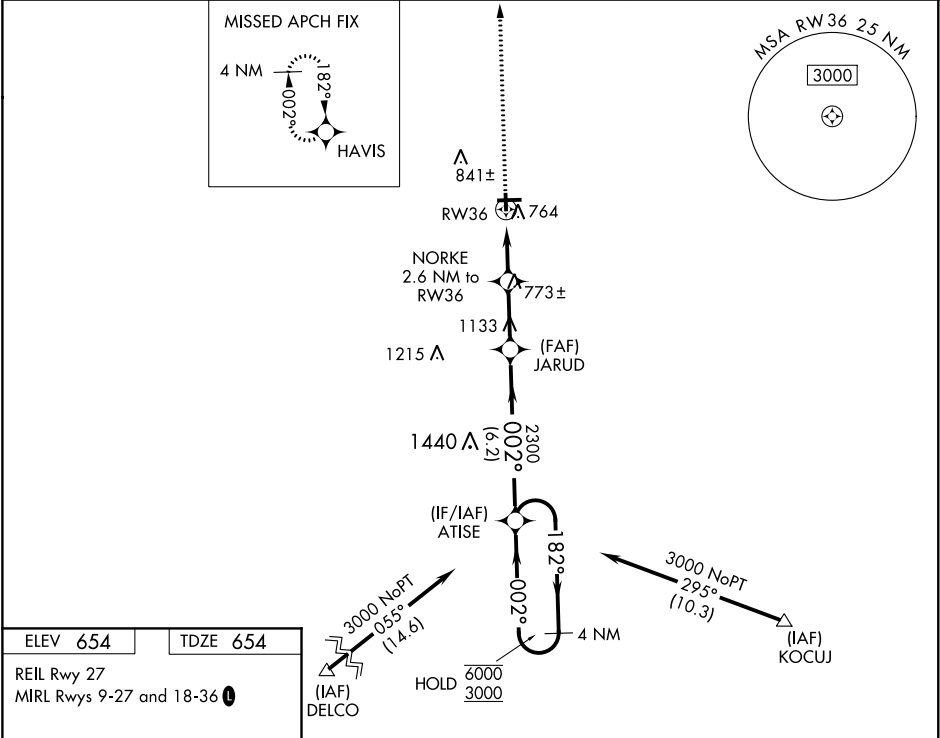 MISSED APCH FIX
4 NM
182°
002°
HAVIS
MSA RW36 25 NM
3000
841±
RW36
764
NORKE
2.6 NM to
RW36
773±
1133
1215
(FAF)
JARUD
1440
2300
002°
(6.2)
(IF/IAF)
ATISE
182°
002°
4 NM
HOLD
6000
3000
3000 NoPT
055°
(14.6)
(IAF)
DELCO
3000 NoPT
295°
(10.3)
(IAF)
KOCUJ
ELEV 654
TDZE 654
REIL Rwy 27
MIRL Rwys 9-27 and 18-36 L